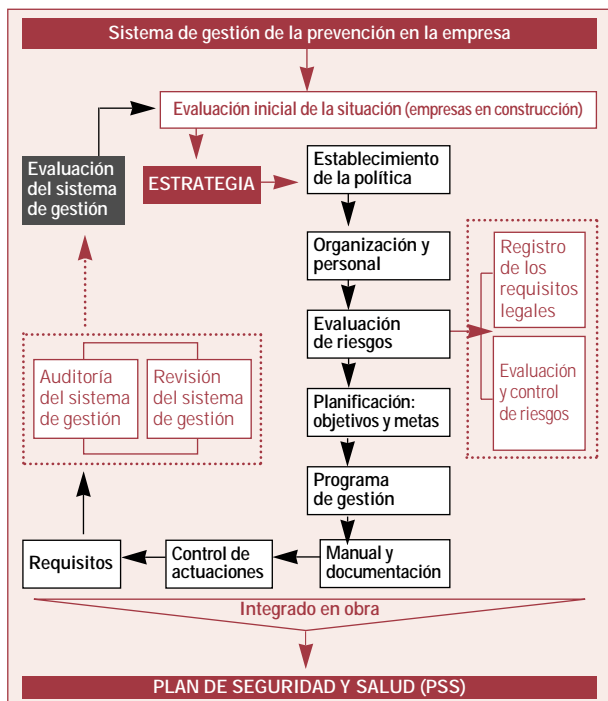 Sistema de gestión de la prevención en la empresa
Evaluación inicial de la situación (empresas en construcción)
Evaluación
del sistema
de gestión
ESTRATEGIA
Establecimiento
de la política
Organización y
personal
Evaluación
de riesgos
Registro
de los
requisitos
legales
Evaluación
y control
de riesgos
Auditoría
del sistema
de gestión
Revisión
del sistema
de gestión
Planificación:
objetivos y metas
Programa
de gestión
Manual y
documentación
Control de
actuaciones
Requisitos
Integrado en obra
PLAN DE SEGURIDAD Y SALUD (PSS)